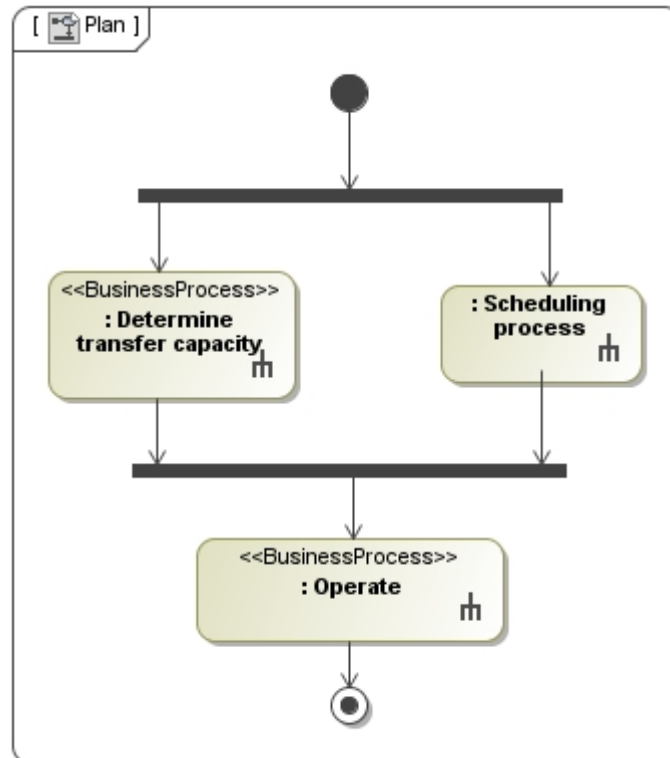 [ Plan ]
<<BusinessProcess>>
: Determine
transfer capacity
: Scheduling
process
<<BusinessProcess>>
: Operate